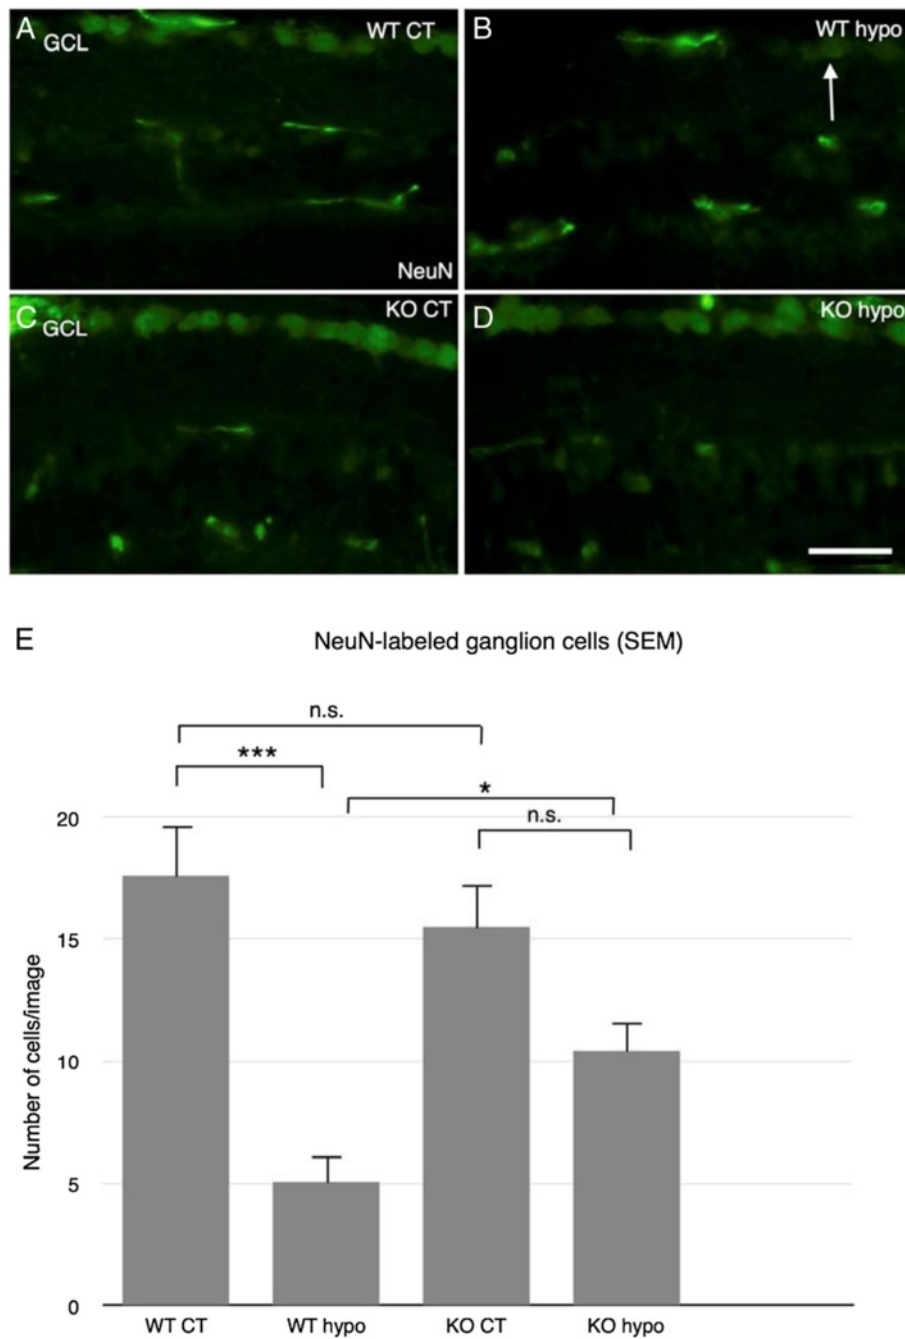 A
GCL
WT CT
NeuN
B
WT hypo
C
GCL
KO CT
D
KO hypo
E
NeuN-labeled ganglion cells (SEM)
n.s.
***
*
n.s.
20
15
10
5
0
Number of cells/image
WT CT
WT hypo
KO CT
KO hypo